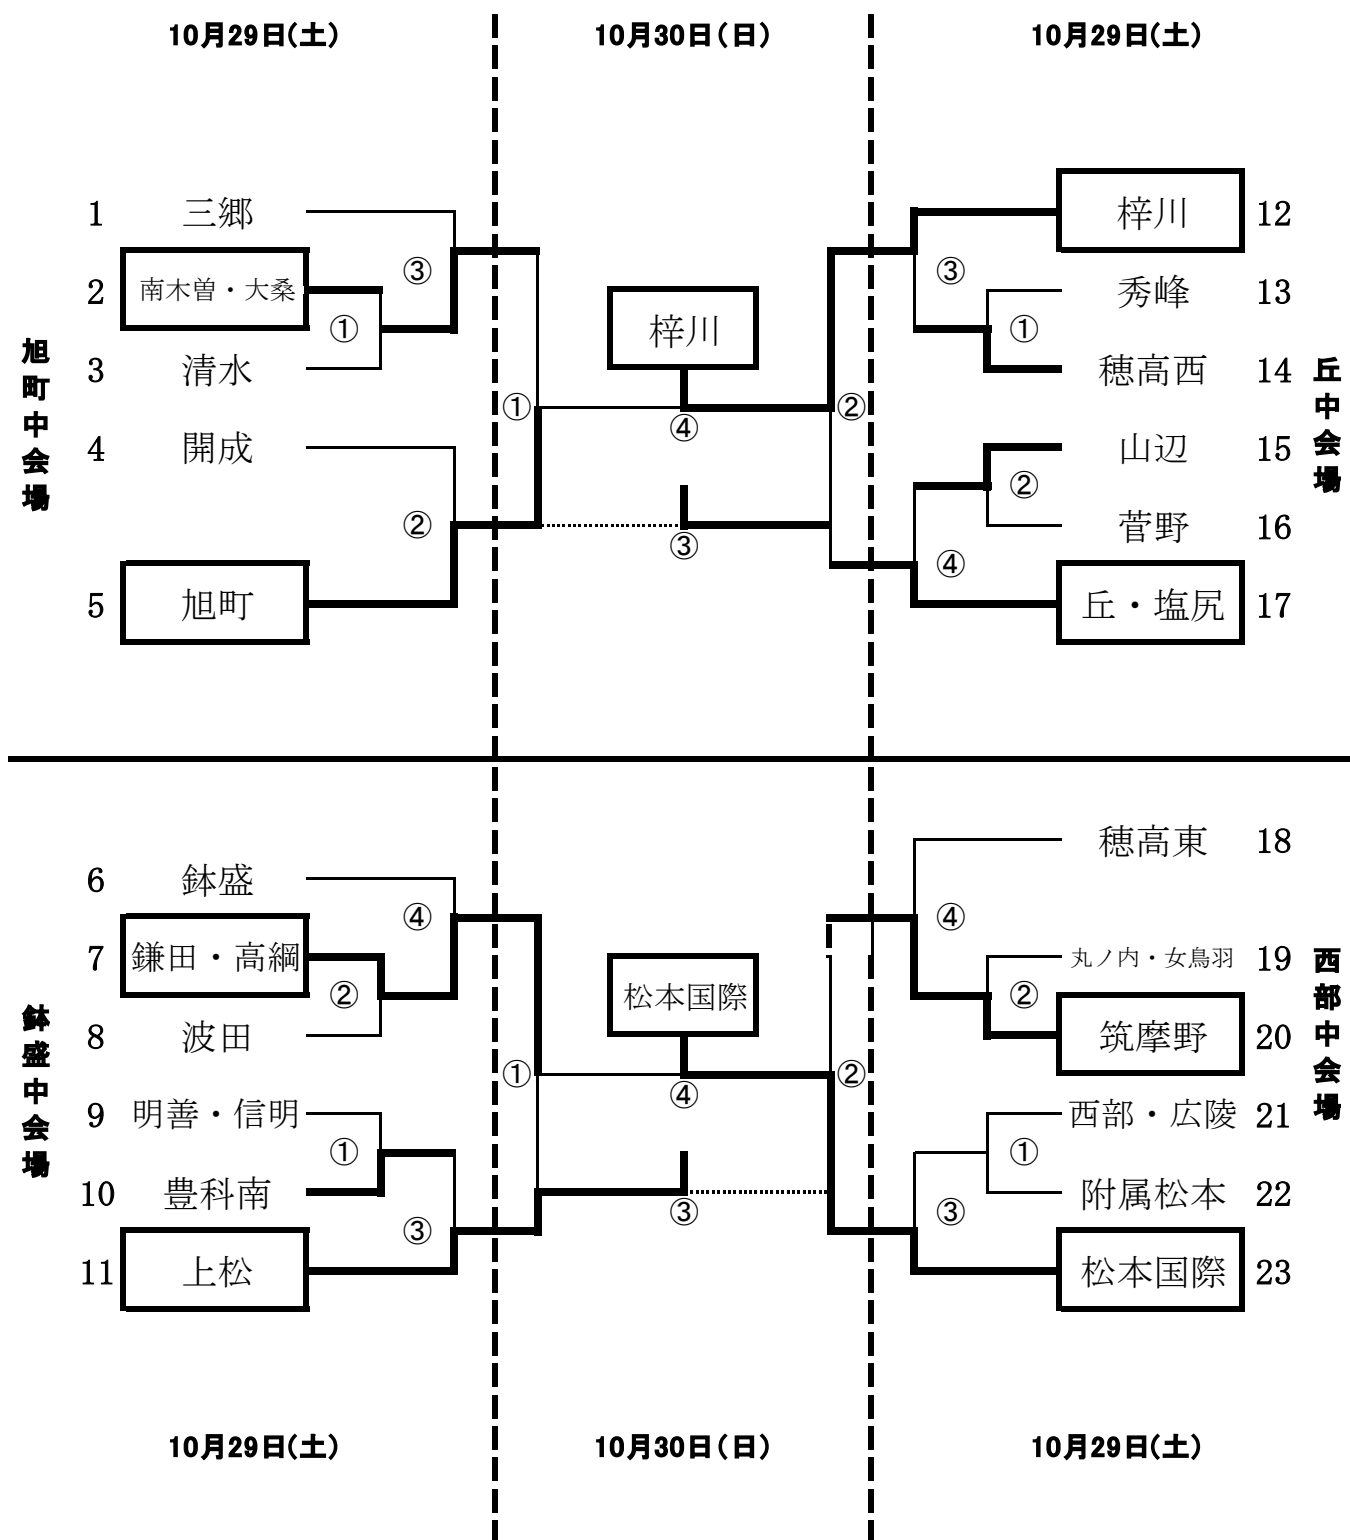 10月29日(土) 10月30日(日) 10月29日(土)
旭町中会場
1 三郷
2 南木曽・大桑
3 清水
4 開成
5 旭町
③
①
②
①
梓川
④
③
②
梓川 12
秀峰 13
穂高西 14
山辺 15
菅野 16
丘・塩尻 17
③
①
②
④
丘中会場
鉢盛中会場
6 鉢盛
7 鎌田・高綱
8 波田
9 明善・信明
10 豊科南
11 上松
④
②
①
③
①
松本国際
④
③
②
穂高東 18
丸ノ内・女鳥羽 19
筑摩野 20
西部・広陵 21
附属松本 22
松本国際 23
④
②
①
③
西部中会場
10月29日(土) 10月30日(日) 10月29日(土)